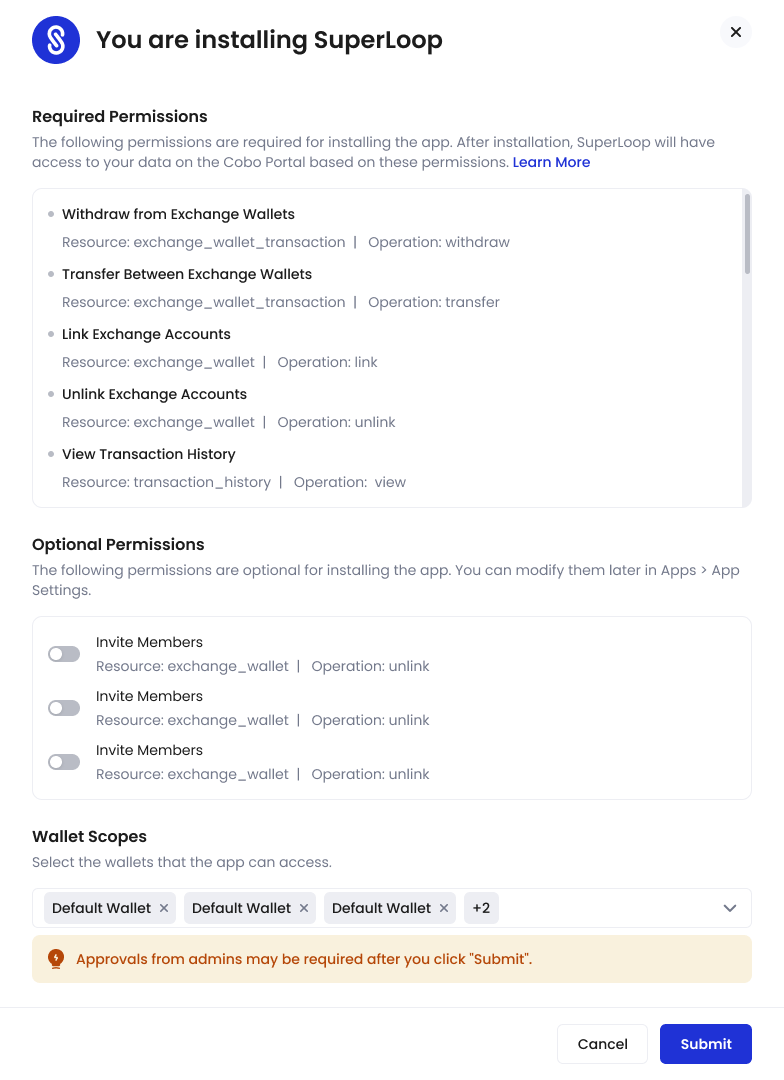 You are installing SuperLoop
Required Permissions
The following permissions are required for installing the app. After installation, SuperLoop will have
access to your data on the Cobo Portal based on these permissions. Learn More
Withdraw from Exchange Wallets
Resource: exchange_wallet_transaction | Operation: withdraw
Transfer Between Exchange Wallets
Resource: exchange_wallet_transaction | Operation: transfer
Link Exchange Accounts
Resource: exchange_wallet | Operation: link
Unlink Exchange Accounts
Resource: exchange_wallet | Operation: unlink
View Transaction History
Resource: transaction_history | Operation: view
Optional Permissions
The following permissions are optional for installing the app. You can modify them later in Apps > App
Settings.
Invite Members
Resource: exchange_wallet | Operation: unlink
Invite Members
Resource: exchange_wallet | Operation: unlink
Invite Members
Resource: exchange_wallet | Operation: unlink
Wallet Scopes
Select the wallets that the app can access.
Default Wallet × Default Wallet × Default Wallet × +2
Approvals from admins may be required after you click "Submit".
Cancel Submit